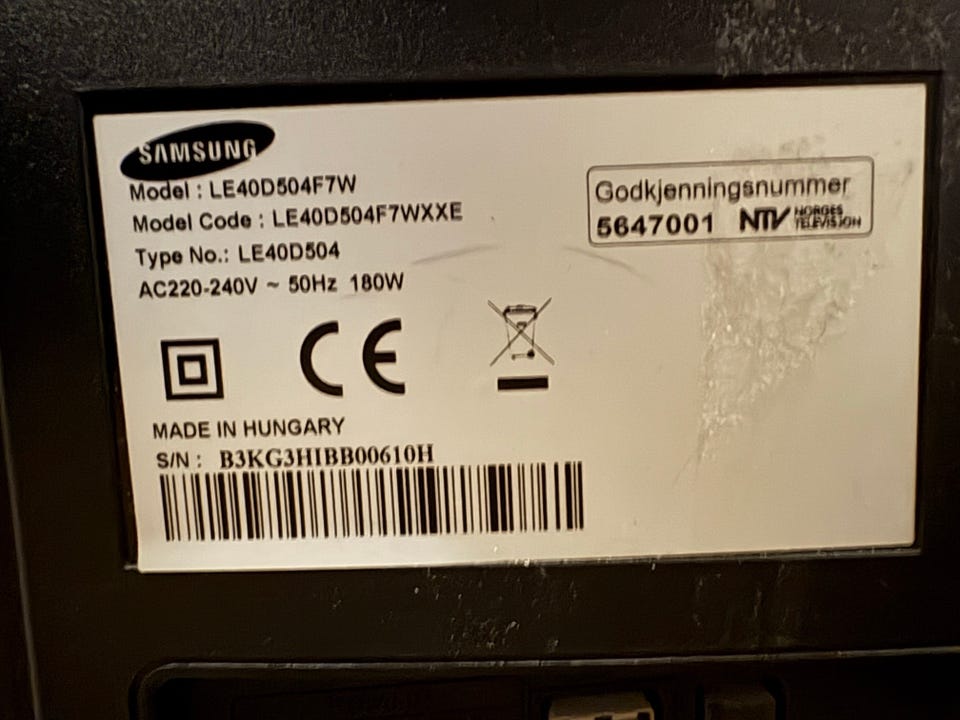 SAMSUNG
Model : LE40D504F7W
Model Code : LE40D504F7WXXE
Type No.: LE40D504
AC220-240V ~ 50Hz 180W
Godkjenningsnummer
5647001 NTV NORGES
TELEVISJON
CE
MADE IN HUNGARY
S/N : B3KG3HIBB00610H